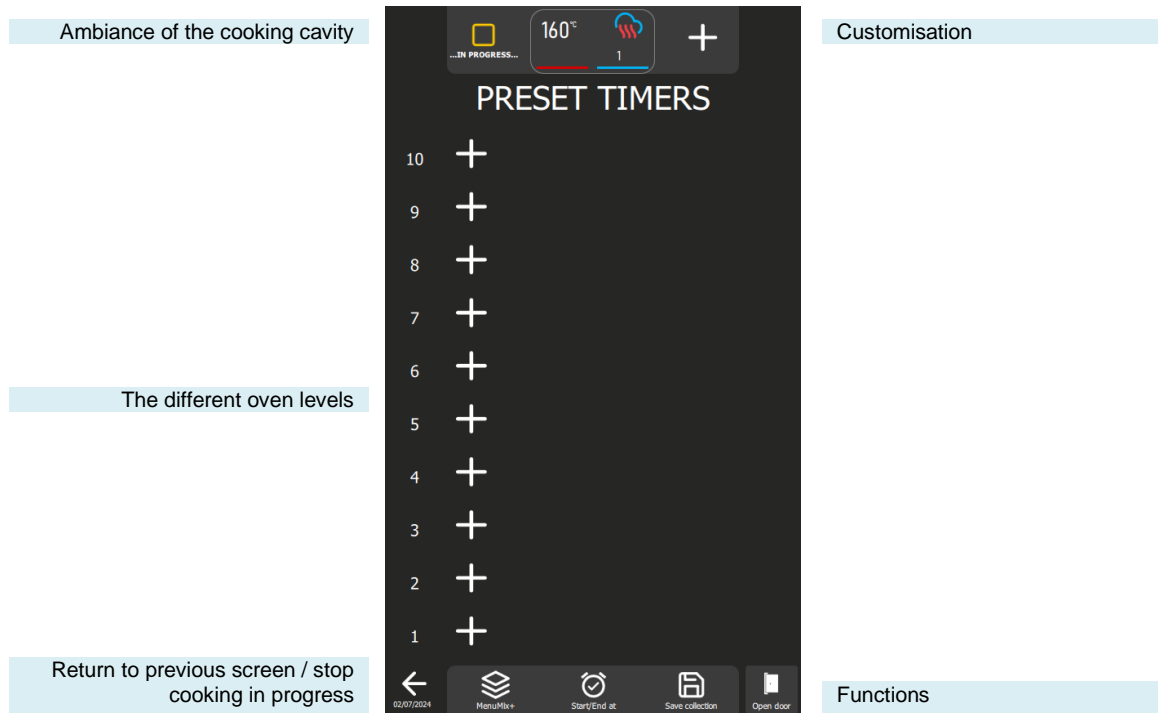 Ambiance of the cooking cavity
...IN PROGRESS...
160°C
1
Customisation
PRESET TIMERS
10
9
8
7
6
The different oven levels
5
4
3
2
1
Return to previous screen / stop
cooking in progress
02/07/2024
MenuMix+
Start/End at
Save collection
Open door
Functions